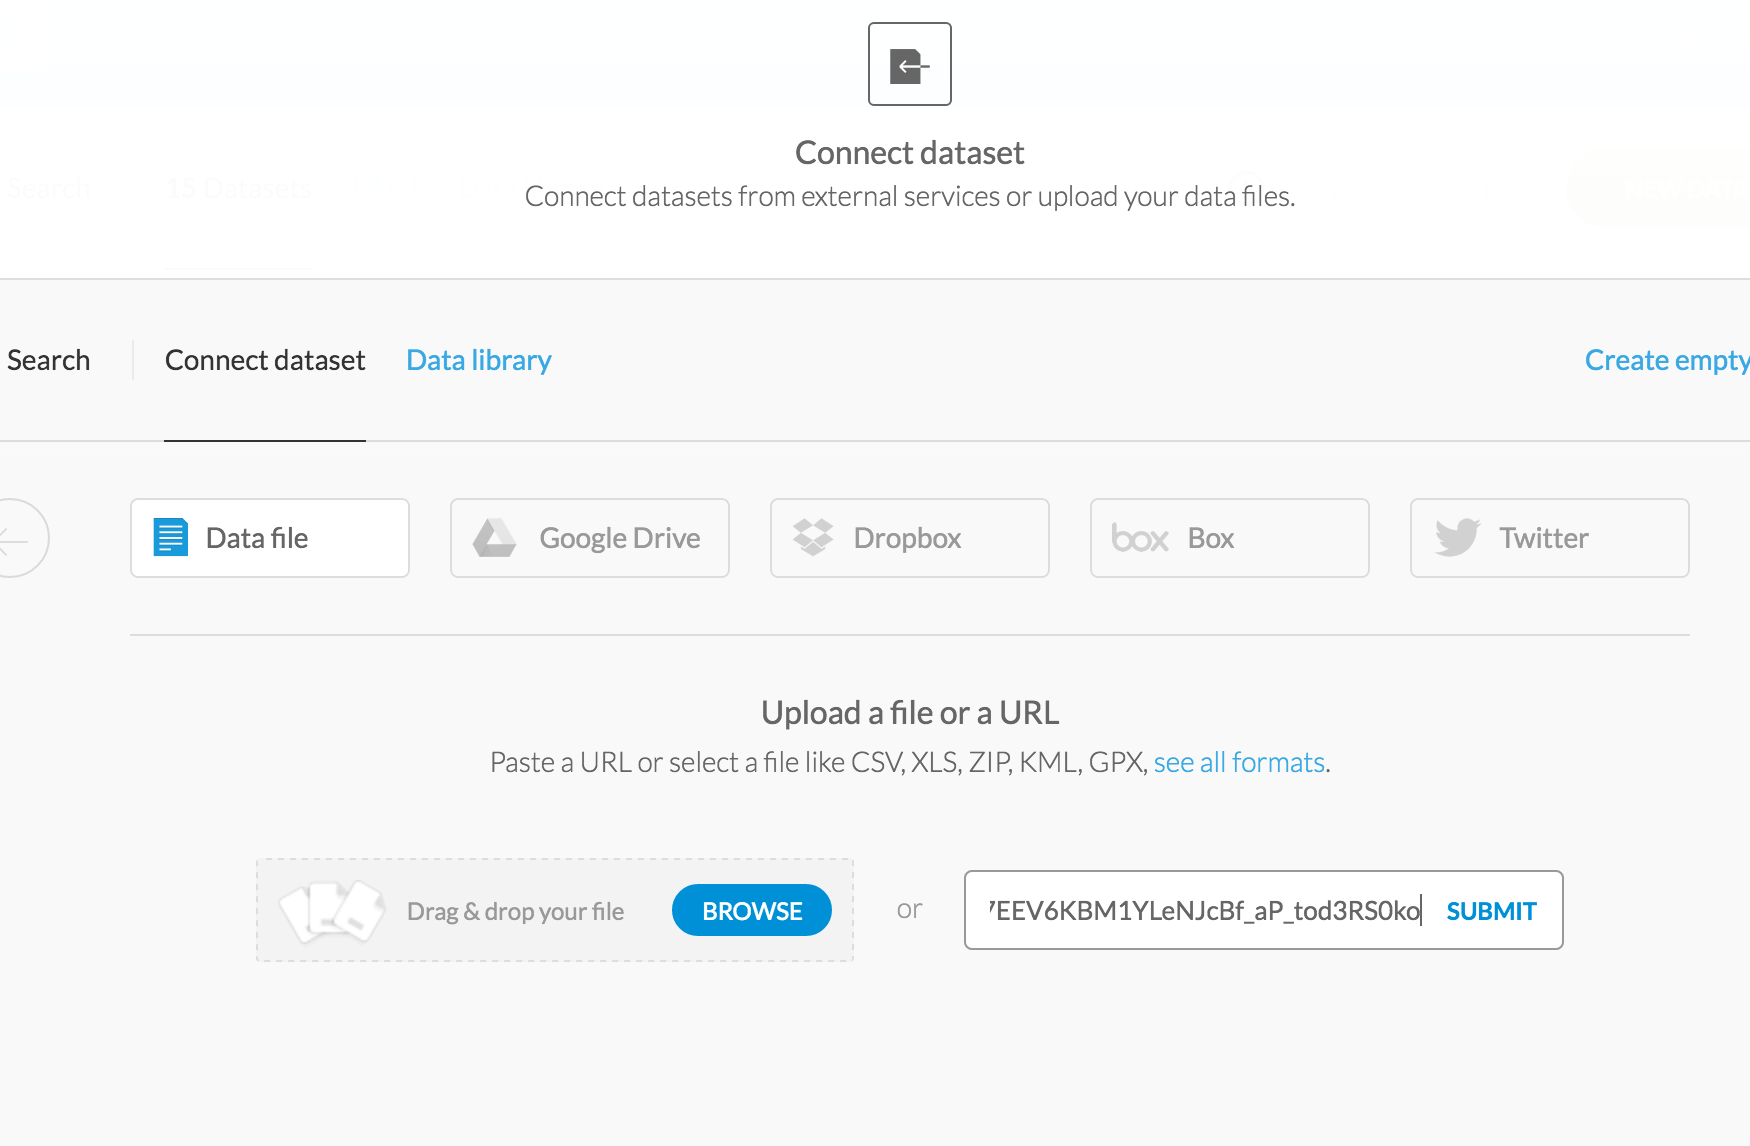 Connect dataset
Search
15 Datasets
Connect datasets from external services or upload your data files.
Search
Connect dataset
Data library
Create empty
Data file
Google Drive
Dropbox
box
Box
Twitter
Upload a file or a URL
Paste a URL or select a file like CSV, XLS, ZIP, KML, GPX, see all formats.
Drag & drop your file
BROWSE
or
EEV6KBM1YLeNJcBf_aP_tod3RS0ko
SUBMIT